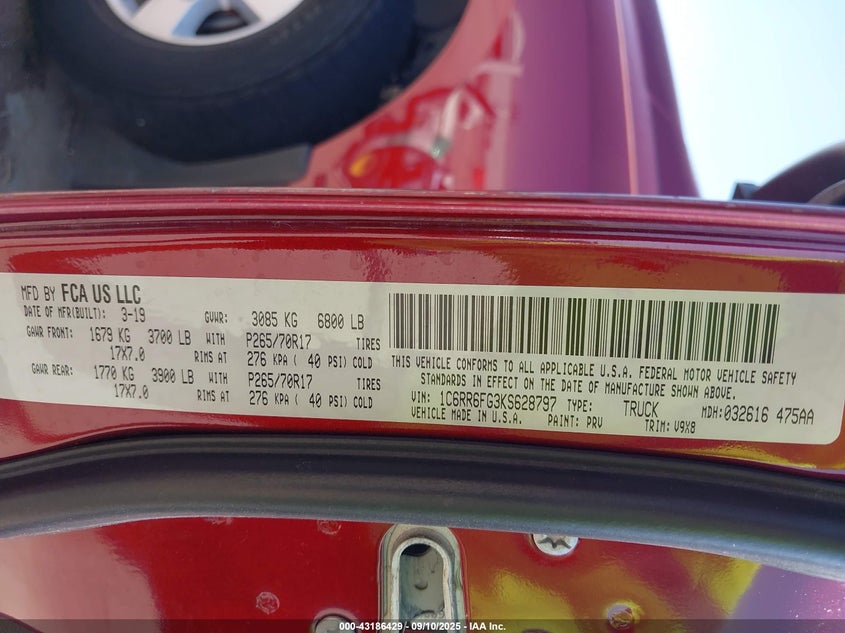 MFD BY FCA US LLC
DATE OF MFR(BUILT): 3-19 GVWR: 3085 KG 6800 LB
GAWR FRONT: 1679 KG 3700 LB WITH P265/70R17 TIRES
17X7.0 RIMS AT 276 KPA ( 40 PSI) COLD
GAWR REAR: 1770 KG 3900 LB WITH P265/70R17 TIRES
17X7.0 RIMS AT 276 KPA ( 40 PSI) COLD
THIS VEHICLE CONFORMS TO ALL APPLICABLE U.S.A. FEDERAL MOTOR VEHICLE SAFETY
STANDARDS IN EFFECT ON THE DATE OF MANUFACTURE SHOWN ABOVE.
VIN: 1C6RR6FG3KS628797 TYPE: TRUCK MDH:032616 475AA
VEHICLE MADE IN U.S.A. PAINT: PRV TRIM: V9X8
000-43186429 - 09/10/2025 - IAA Inc.